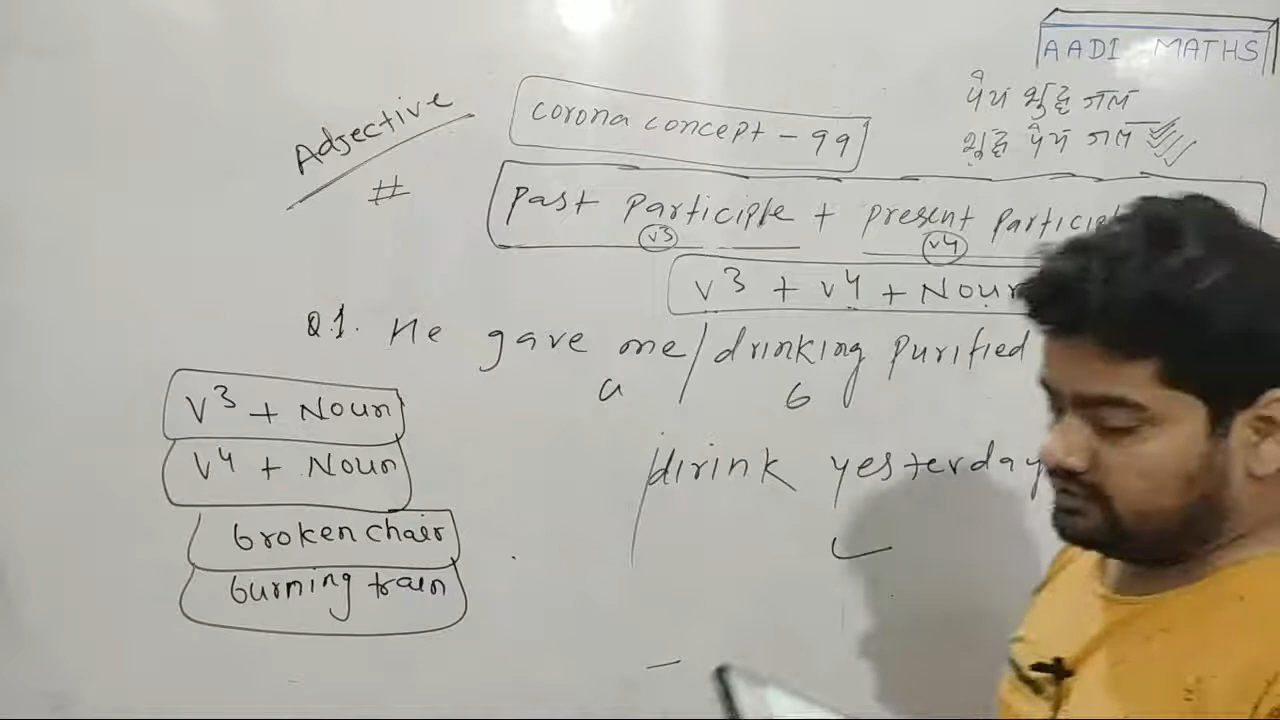 AADI MATHS
Adjective
corona concept - 99
पेय शुद्ध जल
शुद्ध पेय जल
#
past participle + present particip
v3 v4
v3 + v4 + Noun
Q.1. He gave me / drinking purified
a b
v3 + Noun
v4 + Noun
/ drink yesterday
broken chair
burning train